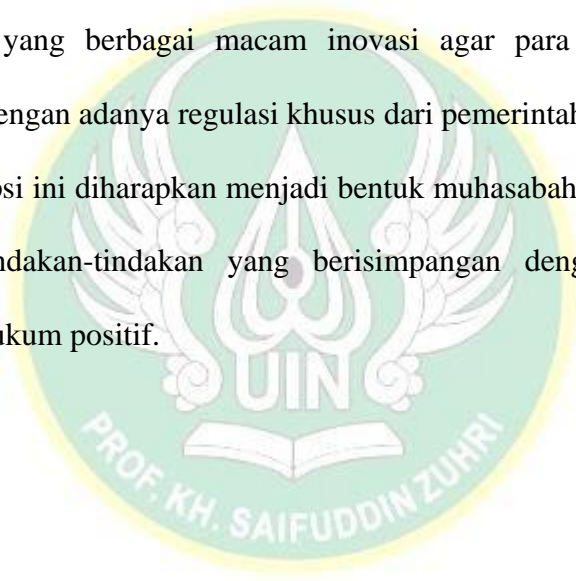 yang berbagai macam inovasi agar para
engan adanya regulasi khusus dari pemerintah
psi ini diharapkan menjadi bentuk muhasabah
ndakan-tindakan yang berisimpangan deng
ukum positif.
UIN
PROF. KH. SAIFUDDIN ZUHRI